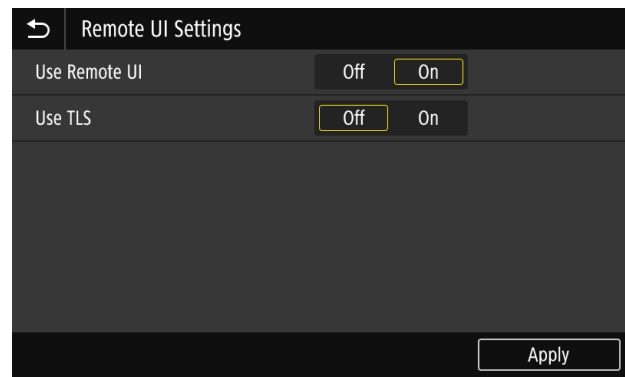 Remote UI Settings
Use Remote UI Off On
Use TLS Off On
Apply